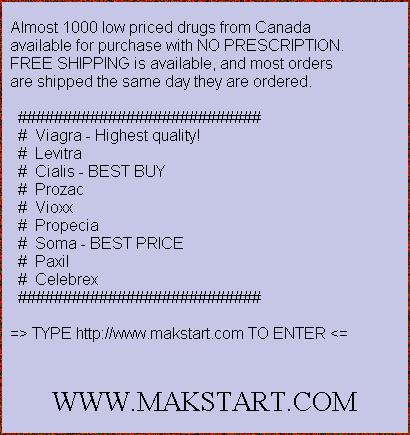 Almost 1000 low priced drugs from Canada
available for purchase with NO PRESCRIPTION.
FREE SHIPPING is available, and most orders
are shipped the same day they are ordered.
###########################
# Viagra - Highest quality!
# Levitra
# Cialis - BEST BUY
# Prozac
# Vioxx
# Propecia
# Soma - BEST PRICE
# Paxil
# Celebrex
###########################
=> TYPE http://www.makstart.com TO ENTER <=
WWW.MAKSTART.COM